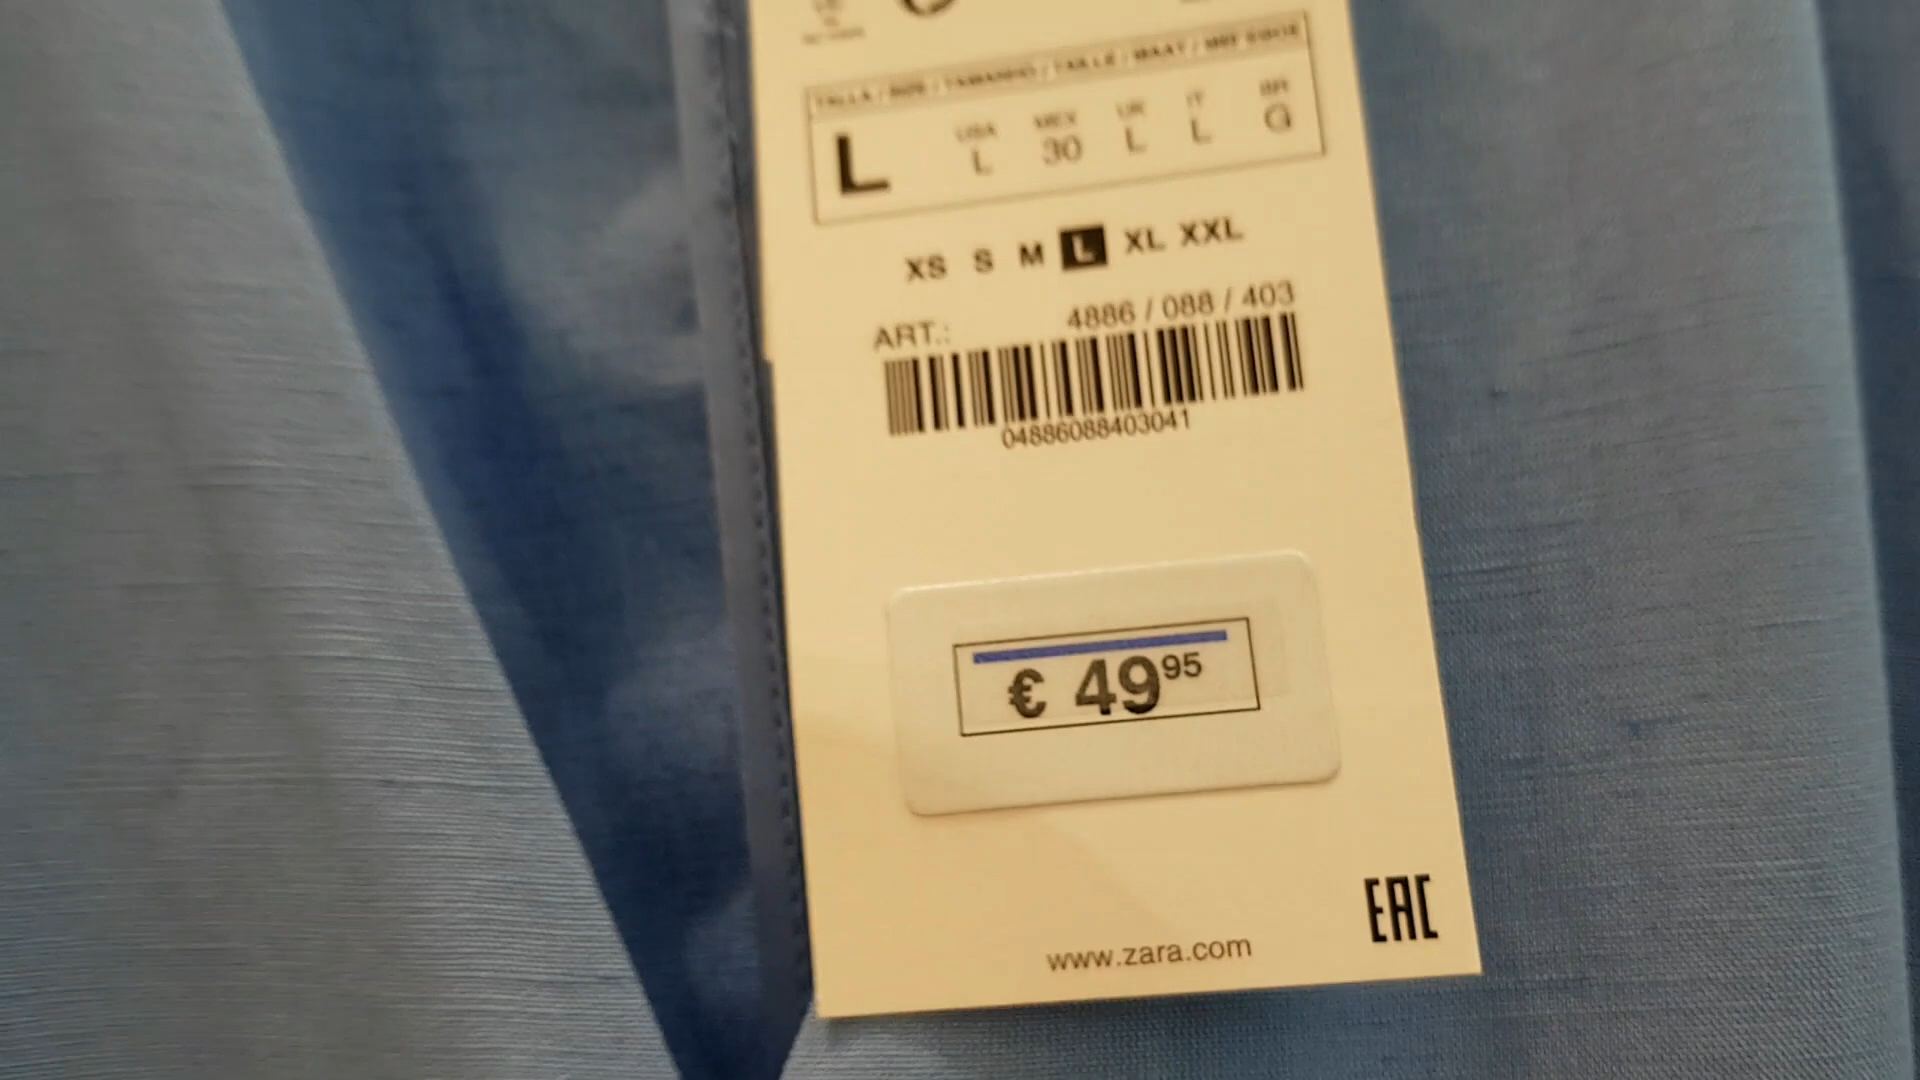 TALLA / SIZE / TAMANHO / TAILLE / MAAT /
L
USA MEX UK IT BR
L 30 L L G
XS S M L XL XXL
ART.: 4886 / 088 / 403
04886088403041
€ 49 95
www.zara.com
EAC